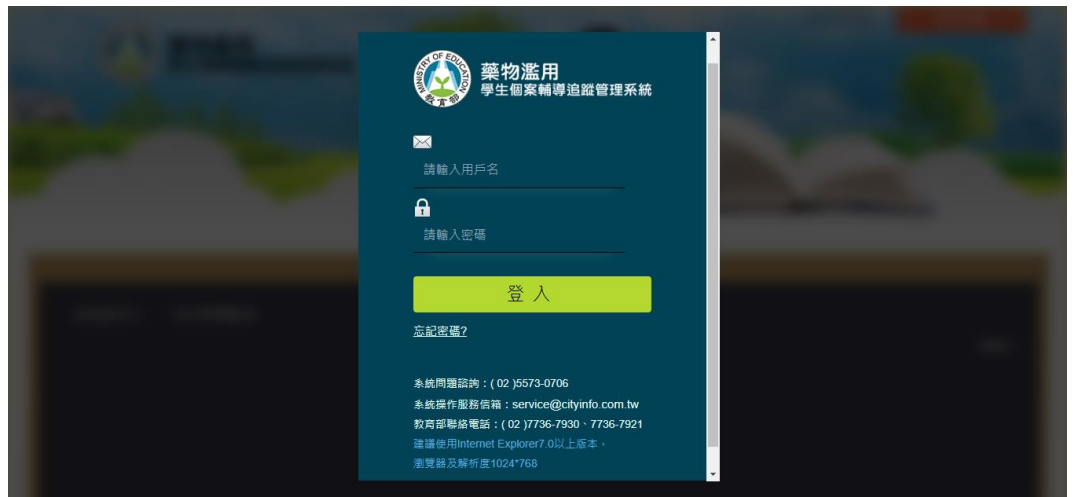 MINISTRY OF EDUCATION
教育部
藥物濫用
學生個案輔導追蹤管理系統
請輸入用戶名
請輸入密碼
登入
忘記密碼?
系統問題諮詢：( 02 )5573-0706
系統操作服務信箱：service@cityinfo.com.tw
教育部聯絡電話：( 02 )7736-7930、7736-7921
建議使用Internet Explorer7.0以上版本，
瀏覽器及解析度1024*768